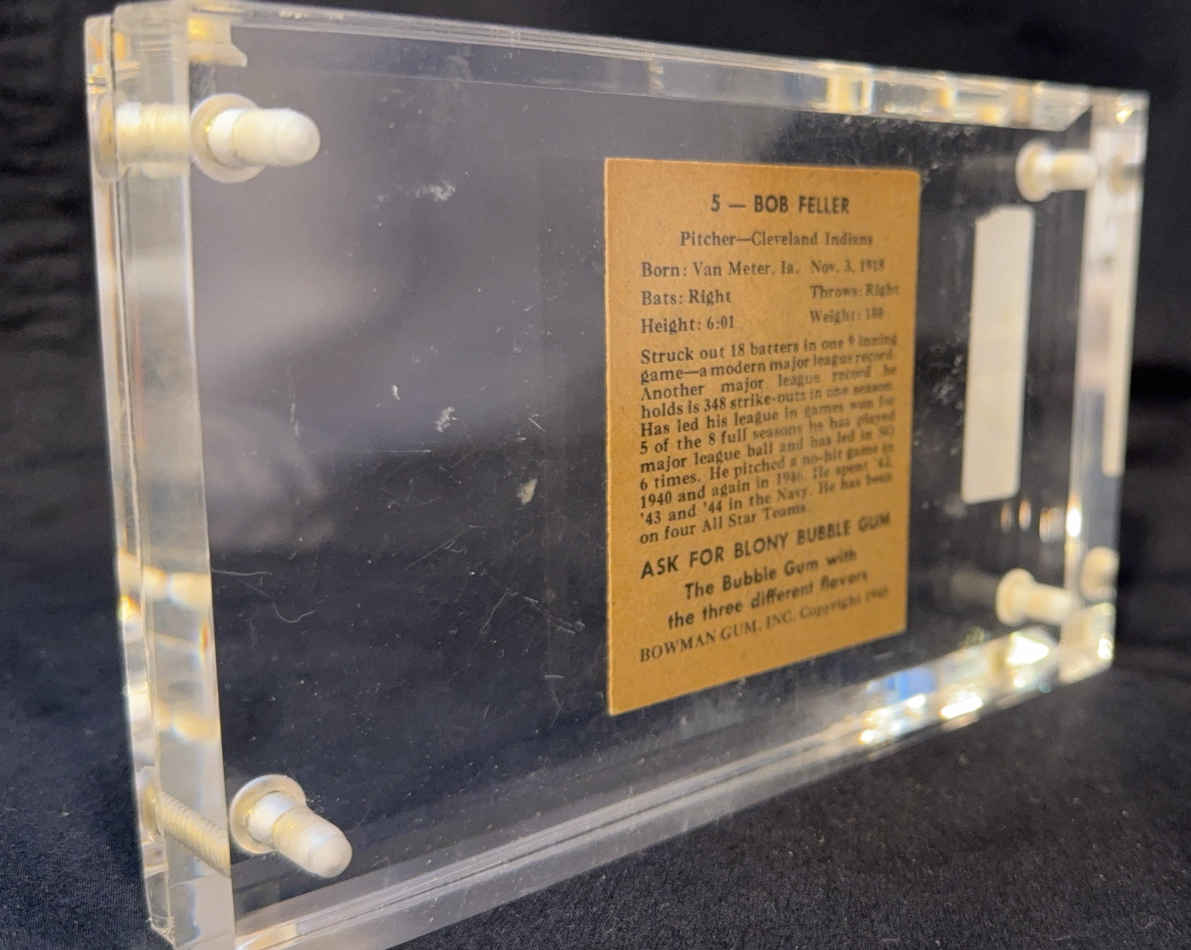 5 — BOB FELLER
Pitcher—Cleveland Indians
Born: Van Meter, Ia. Nov. 3, 1918
Bats: Right Throws: Right
Height: 6:01 Weight: 180
Struck out 18 batters in one 9 inning
game—a modern major league record.
Another major league record he
holds is 348 strike-outs in one season.
Has led his league in games won for
5 of the 8 full seasons he has played
major league ball and has led in SO
6 times. He pitched a no-hit game in
1940 and again in 1946. He spent '42,
'43 and '44 in the Navy. He has been
on four All Star Teams.
ASK FOR BLONY BUBBLE GUM
The Bubble Gum with
the three different flavors
BOWMAN GUM, INC. Copyright 1948